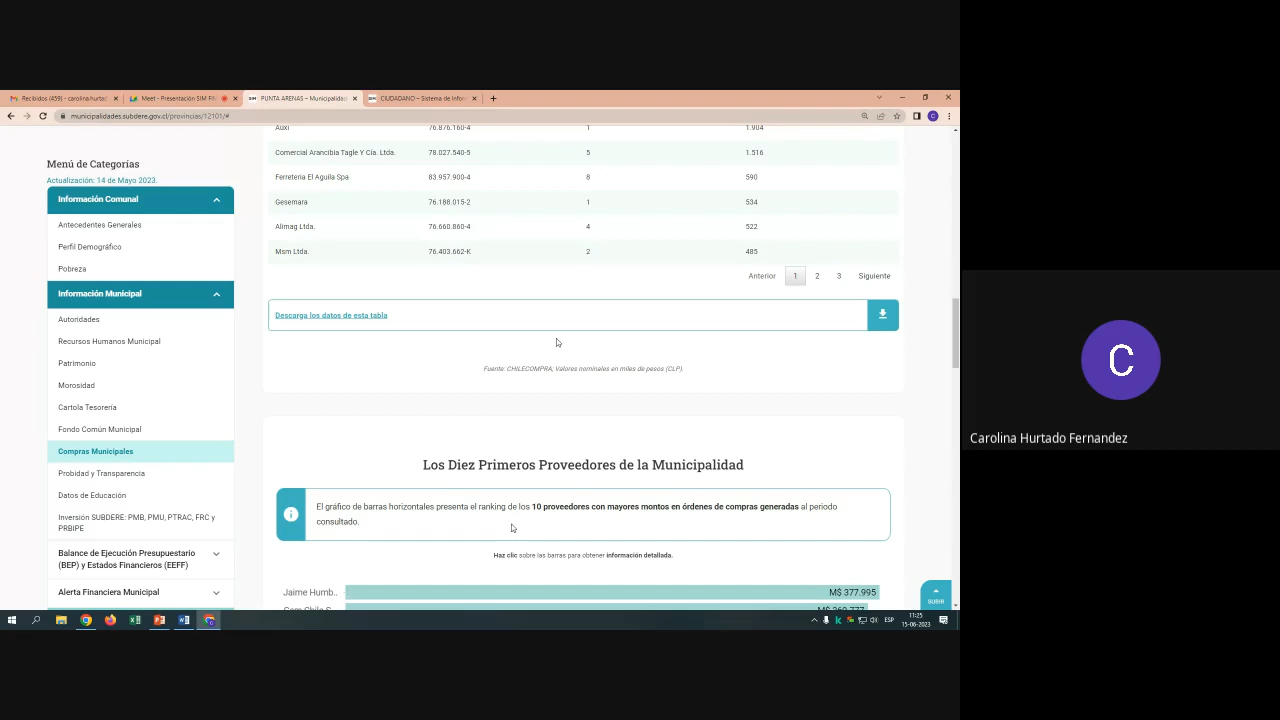 Recibidos (459) - carolina.hurtad
Meet - Presentación SIM FIN
PUNTA ARENAS – Municipalidad
CIUDADANO – Sistema de Infor
municipalidades.subdere.gov.cl/provincias/12101/#
Menú de Categorías
Actualización: 14 de Mayo 2023.
Información Comunal
Antecedentes Generales
Perfil Demográfico
Pobreza
Información Municipal
Autoridades
Recursos Humanos Municipal
Patrimonio
Morosidad
Cartola Tesorería
Fondo Común Municipal
Compras Municipales
Probidad y Transparencia
Datos de Educación
Inversión SUBDERE: PMB, PMU, PTRAC, FRC y
PRBIPE
Balance de Ejecución Presupuestario
(BEP) y Estados Financieros (EEFF)
Alerta Financiera Municipal
Auxi 76.876.160-4 1 1.904
Comercial Arancibia Tagle Y Cía. Ltda. 78.027.540-5 5 1.516
Ferreteria El Aguila Spa 83.957.900-4 8 590
Gesemara 76.188.015-2 1 534
Alimag Ltda. 76.660.860-4 4 522
Msm Ltda. 76.403.662-K 2 485
Anterior 1 2 3 Siguiente
Descarga los datos de esta tabla
Fuente: CHILECOMPRA, Valores nominales en miles de pesos (CLP).
Los Diez Primeros Proveedores de la Municipalidad
El gráfico de barras horizontales presenta el ranking de los 10 proveedores con mayores montos en órdenes de compras generadas al periodo
consultado.
Haz clic sobre las barras para obtener información detallada.
Jaime Humb.. M$ 377.995
SUBIR
ESP
11:25
15-06-2023
C
Carolina Hurtado Fernandez